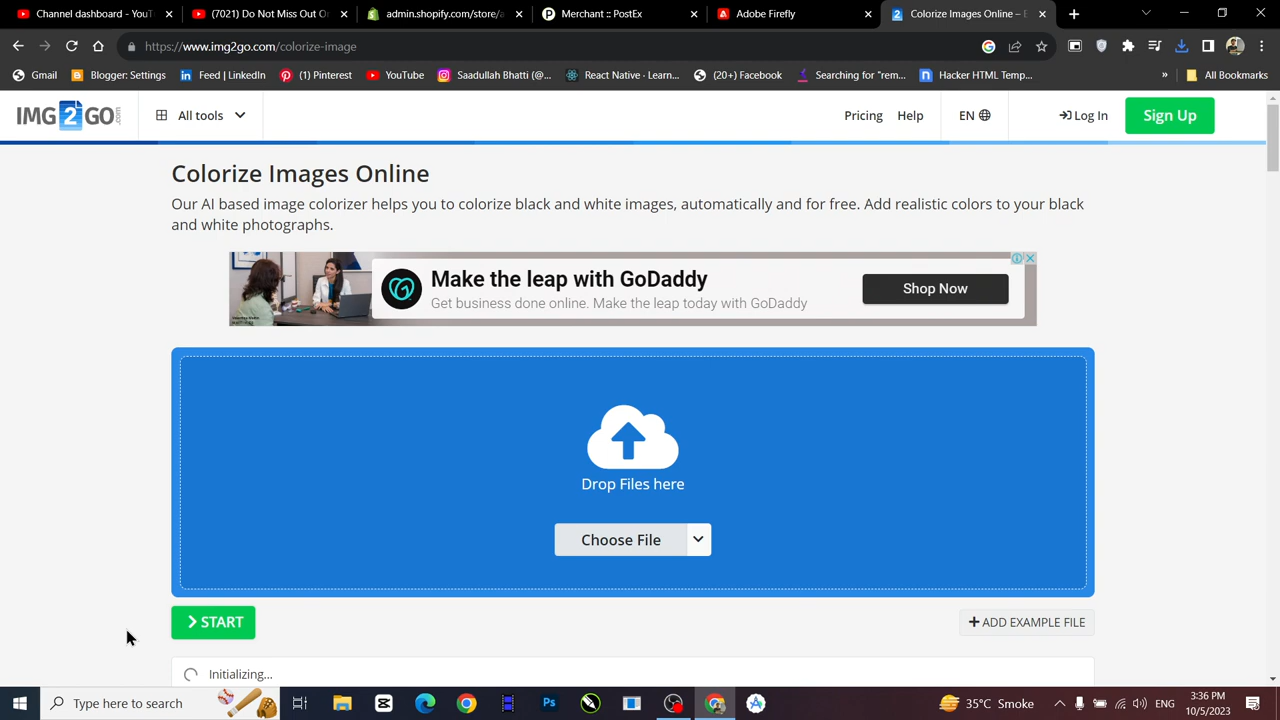 Channel dashboard - YouT
(7021) Do Not Miss Out O
admin.shopify.com/store/a
Merchant :: PostEx
Adobe Firefly
Colorize Images Online – E
https://www.img2go.com/colorize-image
Gmail
Blogger: Settings
Feed | LinkedIn
(1) Pinterest
YouTube
Saadullah Bhatti (@...
React Native · Learn...
(20+) Facebook
Searching for "rem...
Hacker HTML Temp...
»
All Bookmarks
IMG2GO.com
All tools
Pricing
Help
EN
Log In
Sign Up
Colorize Images Online
Our AI based image colorizer helps you to colorize black and white images, automatically and for free. Add realistic colors to your black
and white photographs.
Make the leap with GoDaddy
Get business done online. Make the leap today with GoDaddy
Shop Now
Drop Files here
Choose File
START
+ ADD EXAMPLE FILE
Initializing...
Type here to search
35°C Smoke
ENG
3:36 PM
10/5/2023